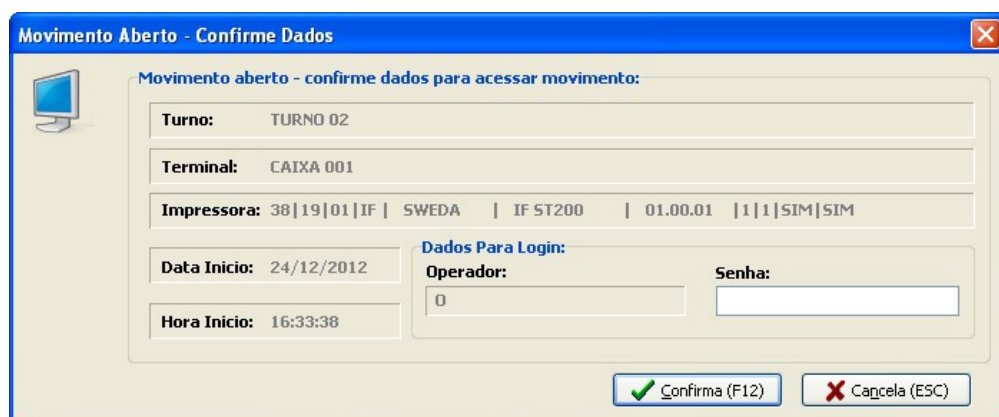 Movimento Aberto - Confirme Dados
Movimento aberto - confirme dados para acessar movimento:
Turno: TURNO 02
Terminal: CAIXA 001
Impressora: 38|19|01|IF | SWEDA | IF ST200 | 01.00.01 |1|1|SIM|SIM
Data Inicio: 24/12/2012
Hora Inicio: 16:33:38
Dados Para Login:
Operador: Senha:
O
Confirma (F12) Cancela (ESC)